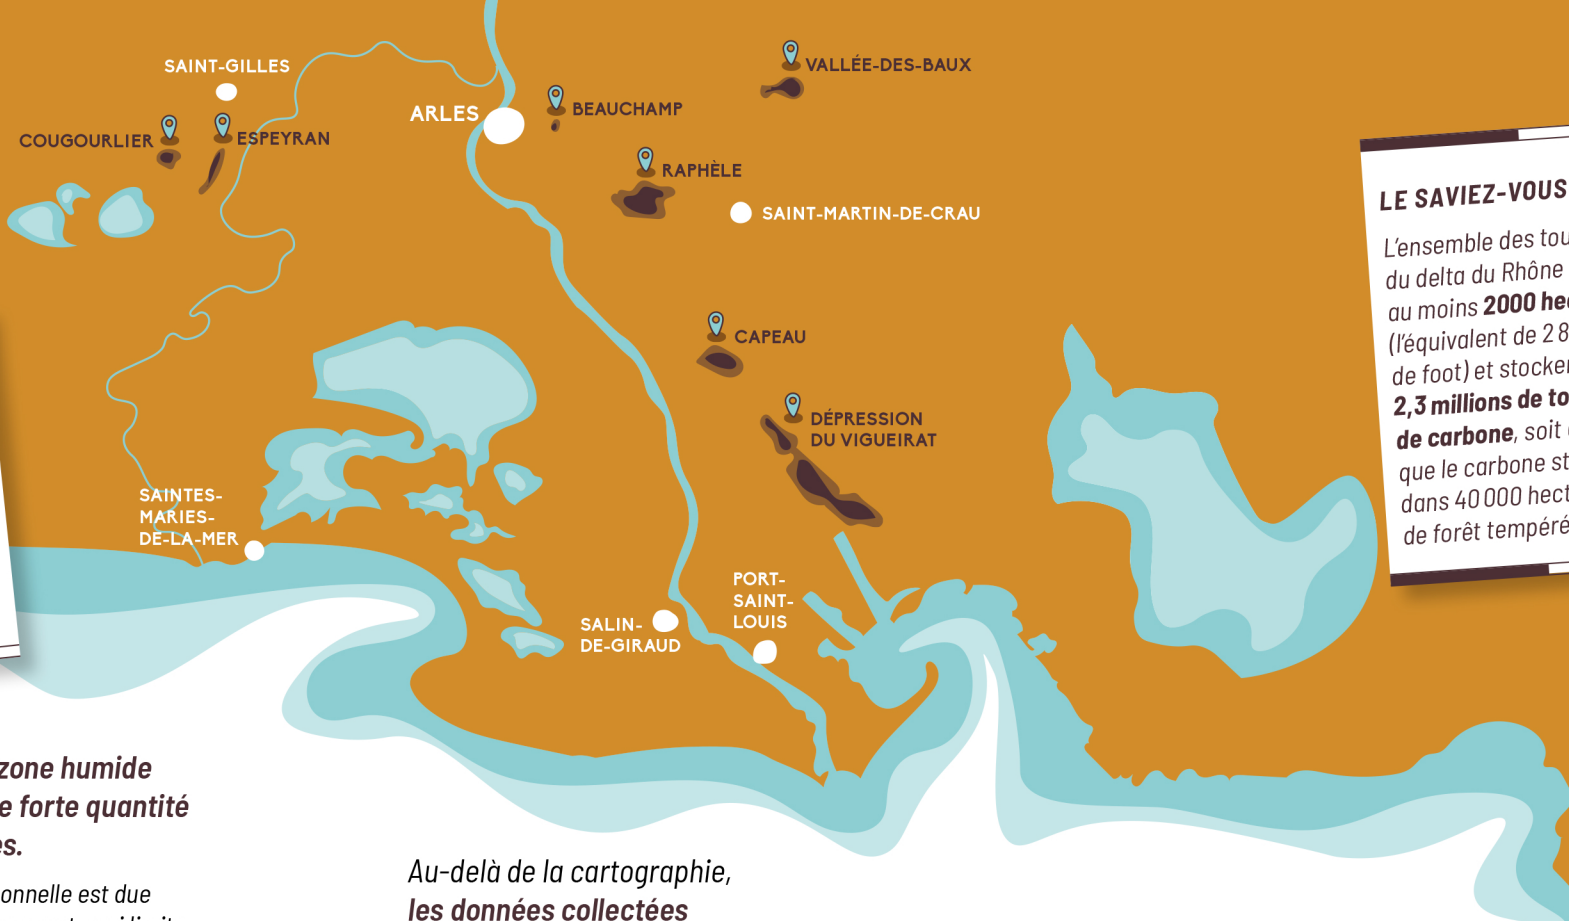 SAINT-GILLES
VALLÉE-DES-BAUX
ARLES
BEAUCHAMP
COUGOURLIER
ESPEYRAN
RAPHÈLE
SAINT-MARTIN-DE-CRAU
CAPEAU
DÉPRESSION
DU VIGUEIRAT
SAINTES-
MARIES-
DE-LA-MER
PORT-
SAINT-
LOUIS
SALIN-
DE-GIRAUD
LE SAVIEZ-VOUS
L'ensemble des tou
du delta du Rhône
au moins 2000 hec
(l'équivalent de 2 8
de foot) et stocker
2,3 millions de to
de carbone, soit
que le carbone st
dans 40 000 hect
de forêt tempéré
zone humide
e forte quantité
es.
onnelle est due
Au-delà de la cartographie,
les données collectées